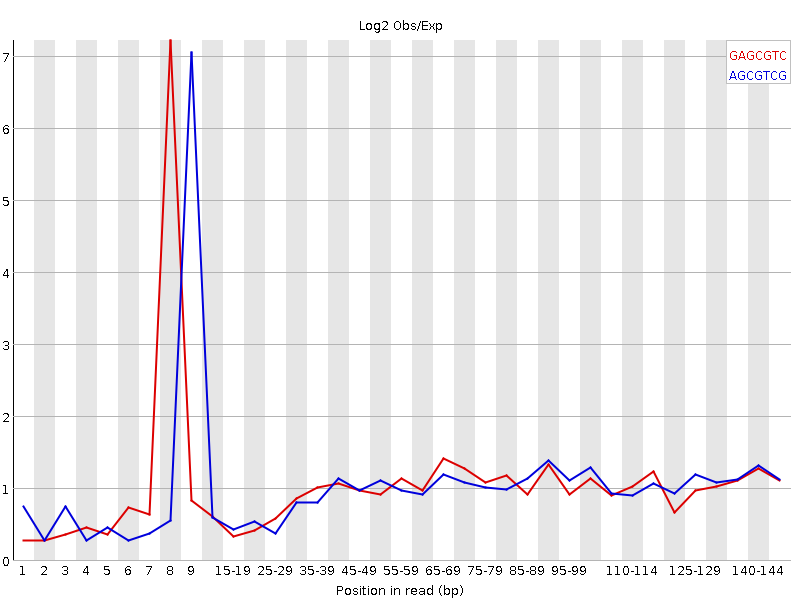 Log2 Obs/Exp
GAGCGTC
AGCGTCG
7
6
5
4
3
2
1
0
1 2 3 4 5 6 7 8 9 15-19 25-29 35-39 45-49 55-59 65-69 75-79 85-89 95-99 110-114 125-129 140-144
Position in read (bp)